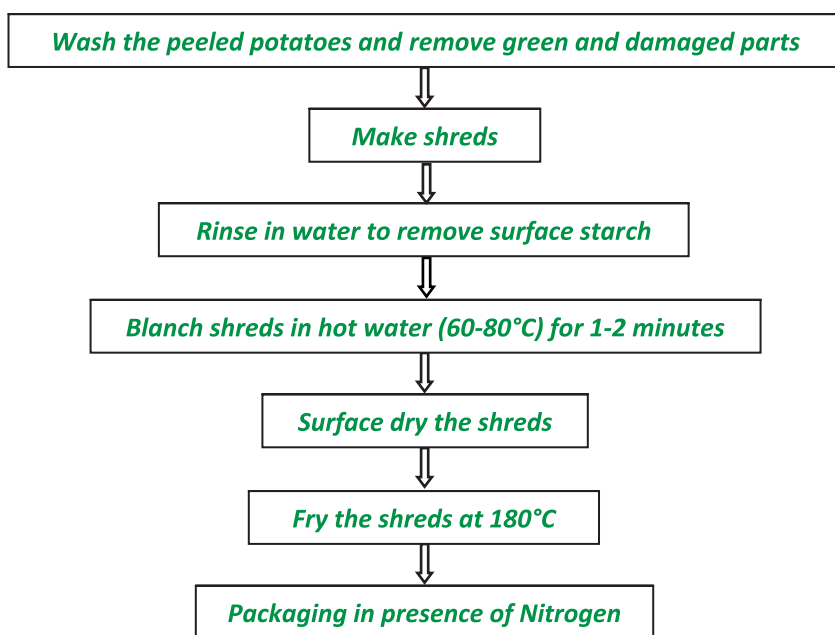 Wash the peeled potatoes and remove green and damaged parts
Make shreds
Rinse in water to remove surface starch
Blanch shreds in hot water (60-80°C) for 1-2 minutes
Surface dry the shreds
Fry the shreds at 180°C
Packaging in presence of Nitrogen